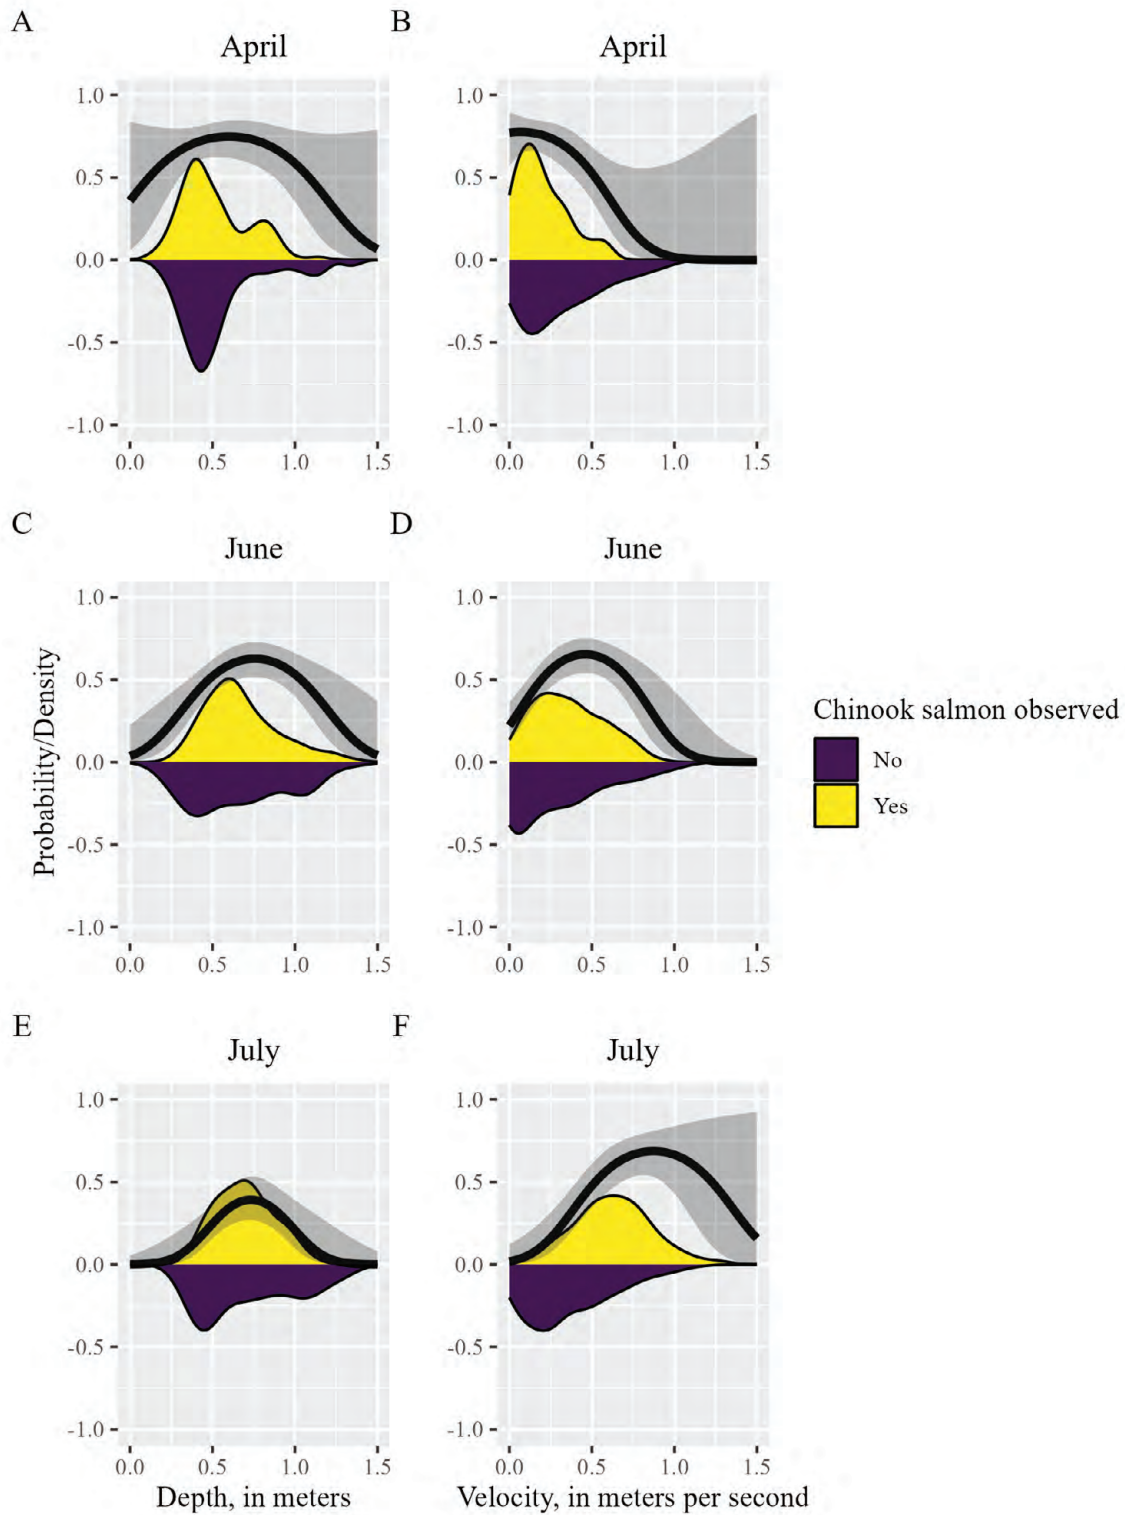 A
B
April
April
1.0
0.5
0.0
-0.5
-1.0
0.0 0.5 1.0 1.5
1.0
0.5
0.0
-0.5
-1.0
0.0 0.5 1.0 1.5
C
D
June
June
1.0
0.5
0.0
-0.5
-1.0
0.0 0.5 1.0 1.5
1.0
0.5
0.0
-0.5
-1.0
0.0 0.5 1.0 1.5
Probability/Density
Chinook salmon observed
No
Yes
E
F
July
July
1.0
0.5
0.0
-0.5
-1.0
0.0 0.5 1.0 1.5
1.0
0.5
0.0
-0.5
-1.0
0.0 0.5 1.0 1.5
Depth, in meters
Velocity, in meters per second